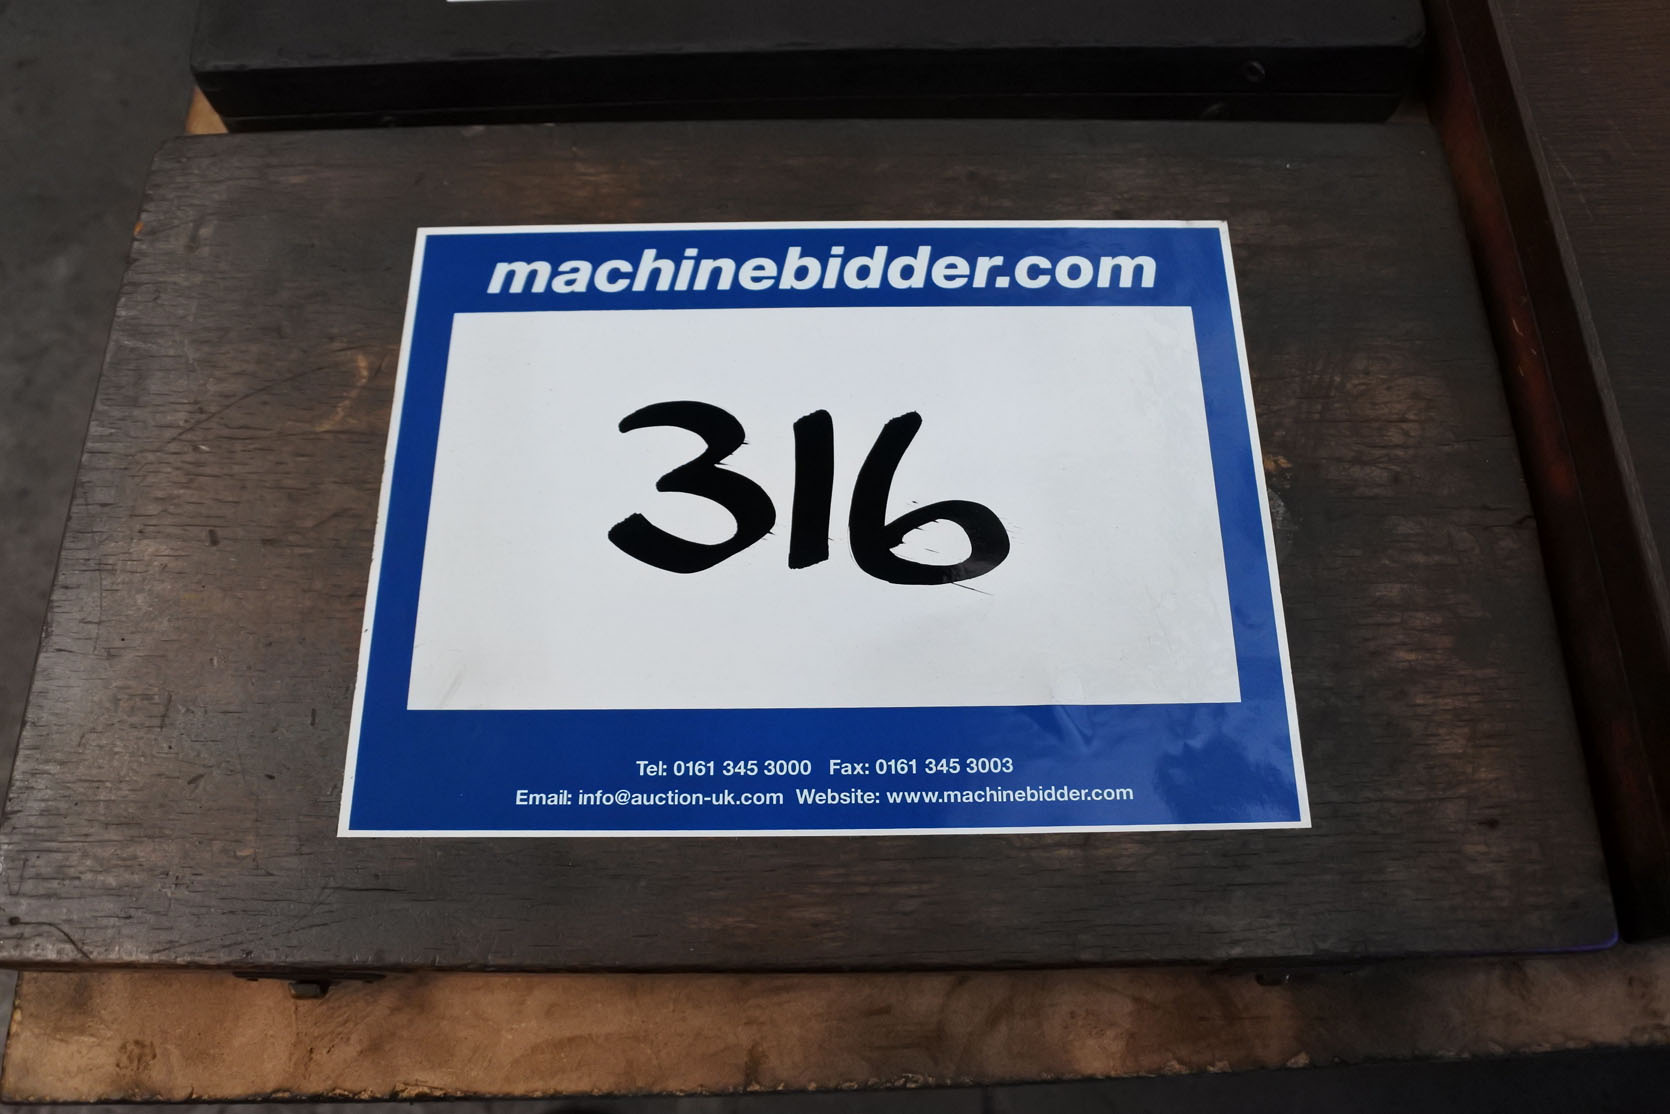 machinebidder.com
316
Tel: 0161 345 3000 Fax: 0161 345 3003
Email: info@auction-uk.com Website: www.machinebidder.com